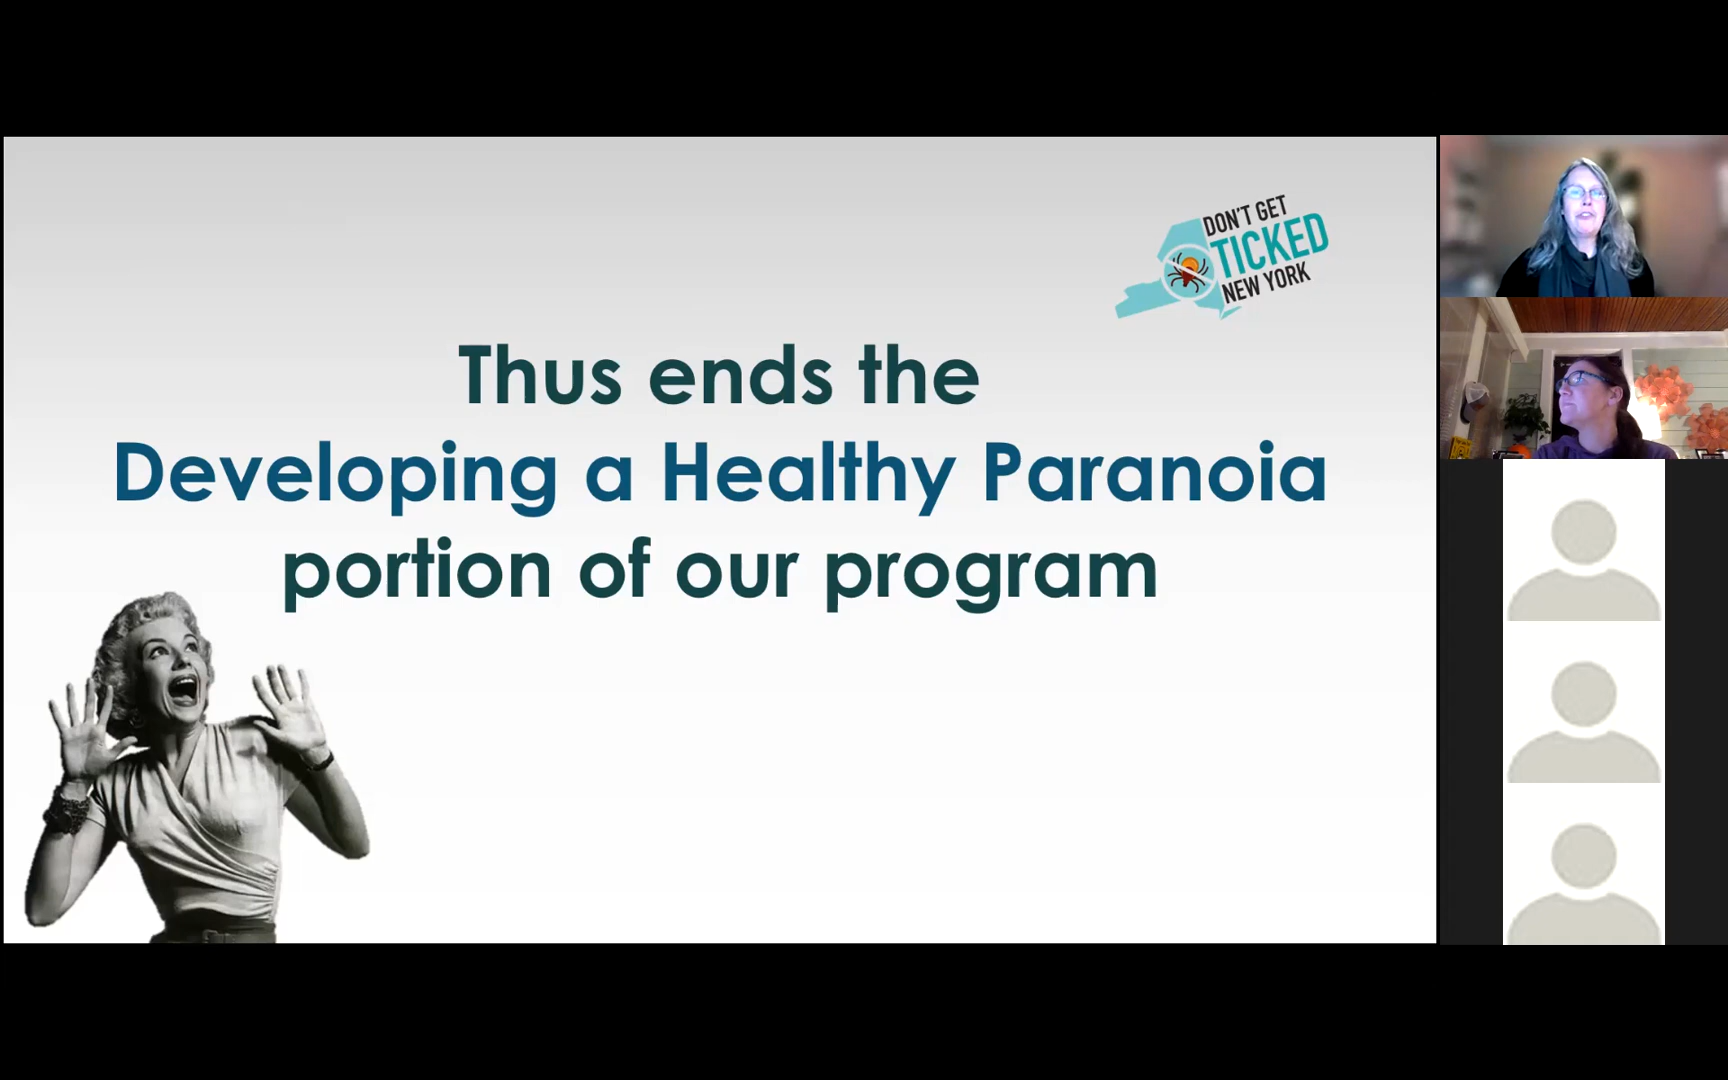 DON'T GET
TICKED
NEW YORK
Thus ends the
Developing a Healthy Paranoia
portion of our program